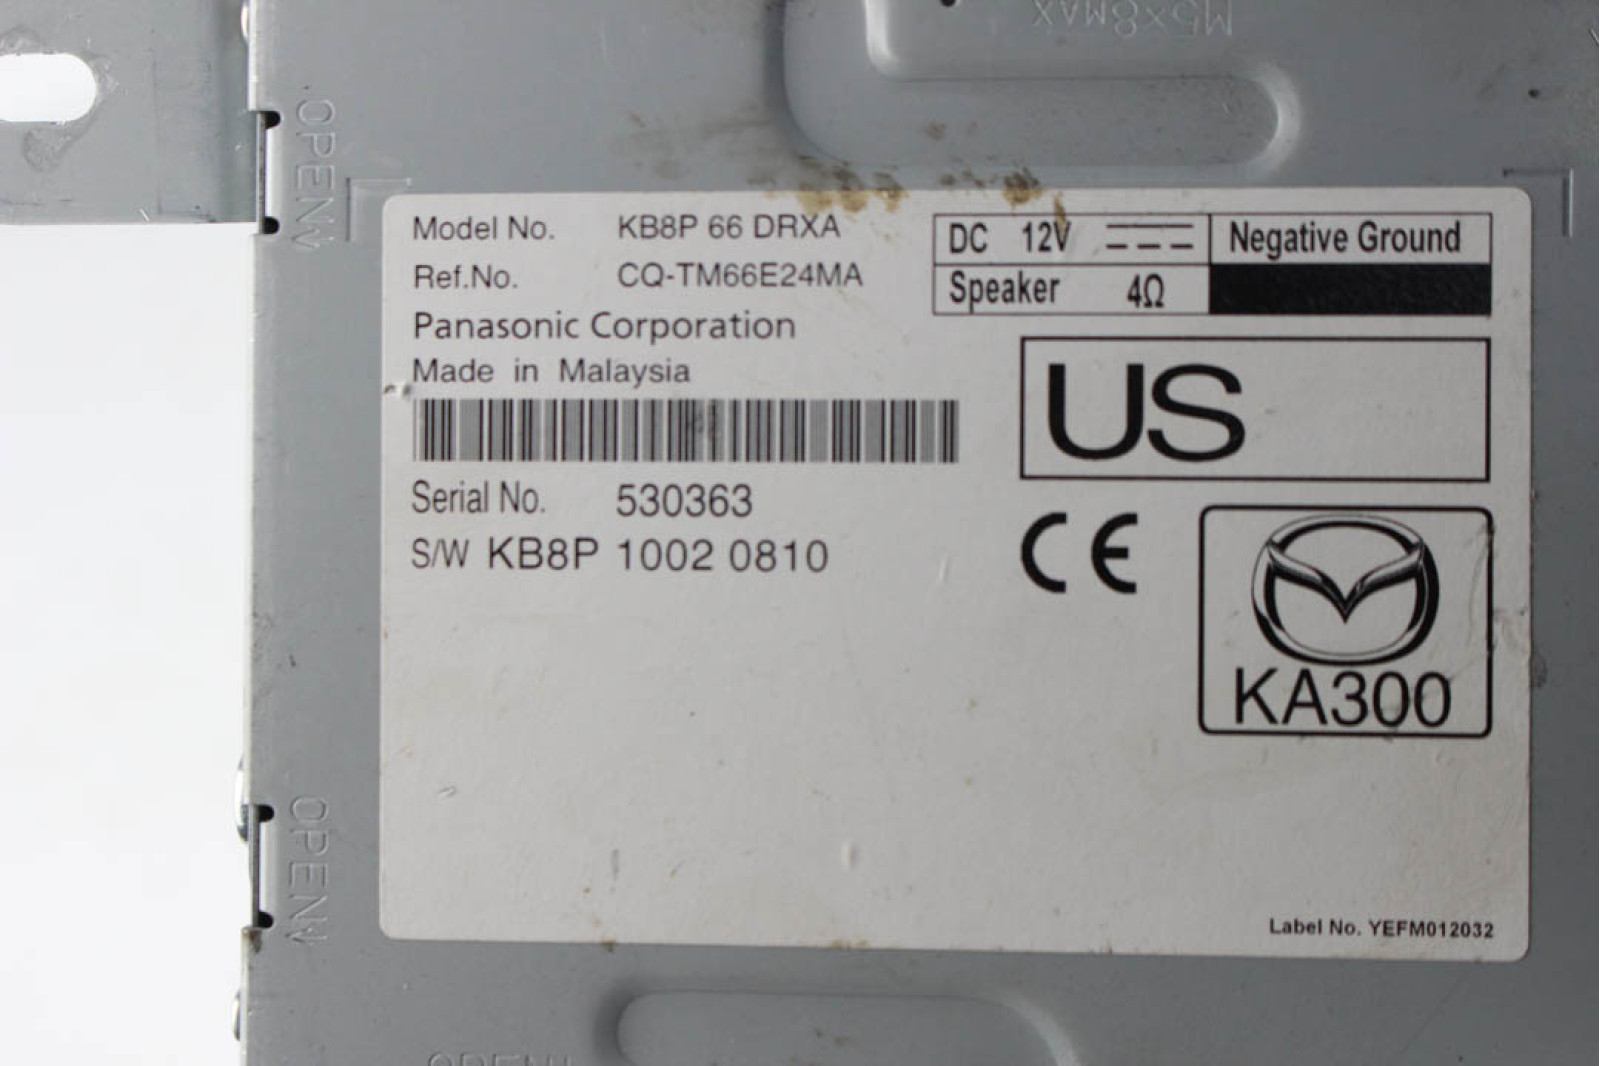 M5x8MAX
OPEN
Model No. KB8P 66 DRXA
Ref.No. CQ-TM66E24MA
Panasonic Corporation
Made in Malaysia
DC 12V
Negative Ground
Speaker 4Ω
US
Serial No. 530363
S/W KB8P 1002 0810
CE
KA300
OPEN
Label No. YEFM012032
OPEN